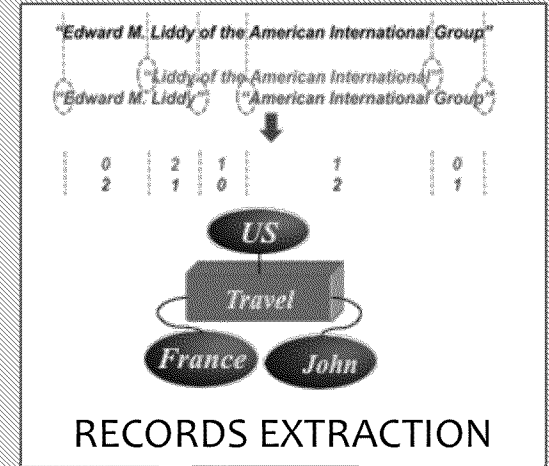 "Edward M. Liddy of the American International Group"
"Liddy of the American International"
"Edward M. Liddy" "American International Group"
0 2 1 1 0
2 1 0 2 1
US
Travel
France John
RECORDS EXTRACTION